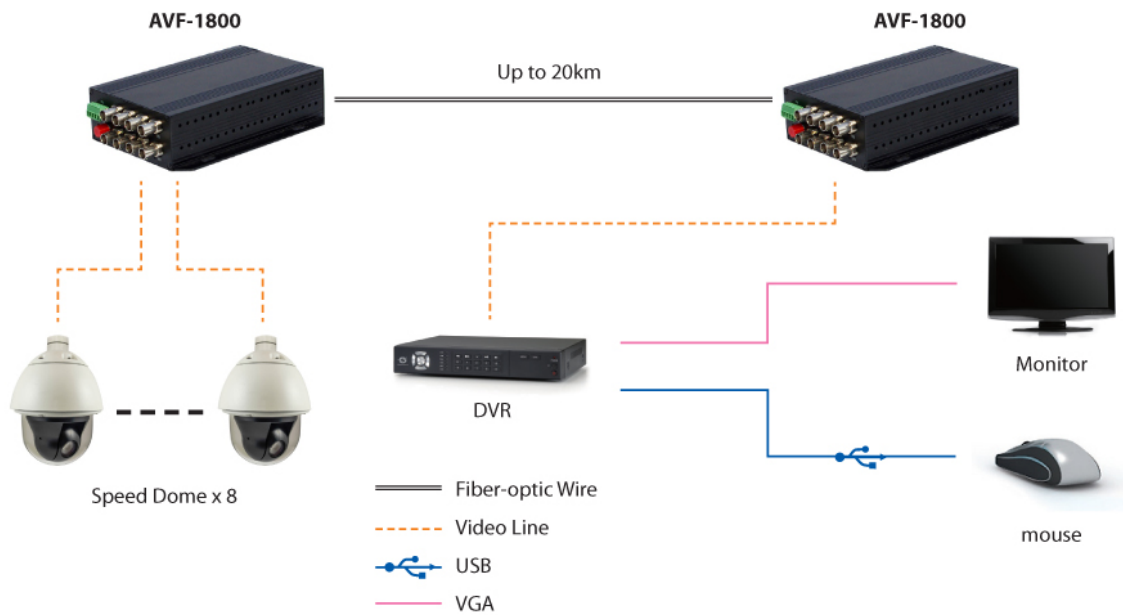 AVF-1800
AVF-1800
Up to 20km
Monitor
DVR
Speed Dome x 8
mouse
Fiber-optic Wire
Video Line
USB
VGA